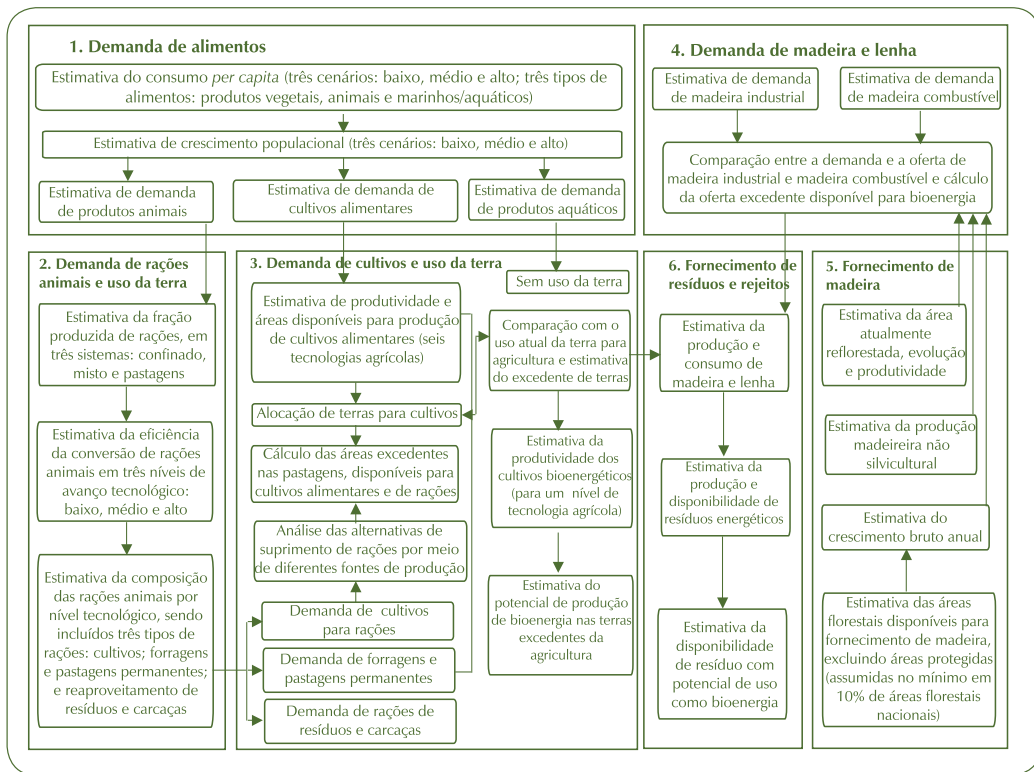 1. Demanda de alimentos
Estimativa do consumo per capita (três cenários: baixo, médio e alto; três tipos de
alimentos: produtos vegetais, animais e marinhos/aquáticos)
Estimativa de crescimento populacional (três cenários: baixo, médio e alto)
Estimativa de demanda
de produtos animais
Estimativa de demanda de
cultivos alimentares
Estimativa de demanda
de produtos aquáticos
4. Demanda de madeira e lenha
Estimativa de demanda
de madeira industrial
Estimativa de demanda
de madeira combustível
Comparação entre a demanda e a oferta de
madeira industrial e madeira combustível e cálculo
da oferta excedente disponível para bioenergia
2. Demanda de rações
animais e uso da terra
Estimativa da fração
produzida de rações, em
três sistemas: confinado,
misto e pastagens
Estimativa da eficiência
da conversão de rações
animais em três níveis de
avanço tecnológico:
baixo, médio e alto
Estimativa da composição
das rações animais por
nível tecnológico, sendo
incluídos três tipos de
rações: cultivos; forragens
e pastagens permanentes;
e reaproveitamento de
resíduos e carcaças
3. Demanda de cultivos e uso da terra
Sem uso da terra
Estimativa de produtividade e
áreas disponíveis para produção
de cultivos alimentares (seis
tecnologias agrícolas)
Alocação de terras para cultivos
Cálculo das áreas excedentes
nas pastagens, disponíveis para
cultivos alimentares e de rações
Análise das alternativas de
suprimento de rações por meio
de diferentes fontes de produção
Demanda de cultivos
para rações
Demanda de forragens e
pastagens permanentes
Demanda de rações de
resíduos e carcaças
Comparação com o
uso atual da terra para
agricultura e estimativa
do excedente de terras
Estimativa da
produtividade dos
cultivos bioenergéticos
(para um nível de
tecnologia agrícola)
Estimativa do
potencial de produção
de bioenergia nas terras
excedentes da
agricultura
6. Fornecimento de
resíduos e rejeitos
Estimativa da
produção e
consumo de
madeira e lenha
Estimativa da
produção e
disponibilidade de
resíduos energéticos
Estimativa da
disponibilidade
de resíduo com
potencial de uso
como bioenergia
5. Fornecimento de
madeira
Estimativa da área
atualmente
reflorestada, evolução
e produtividade
Estimativa da produção
madeireira não
silvicultural
Estimativa do
crescimento bruto anual
Estimativa das áreas
florestais disponíveis para
fornecimento de madeira,
excluindo áreas protegidas
(assumidas no mínimo em
10% de áreas florestais
nacionais)